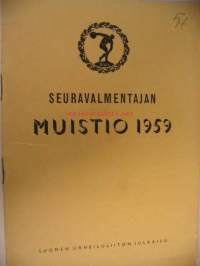 SEURAVALMENTAJAN
MUISTIO 1959
SUOMEN URHEILULIITON JULKAISU